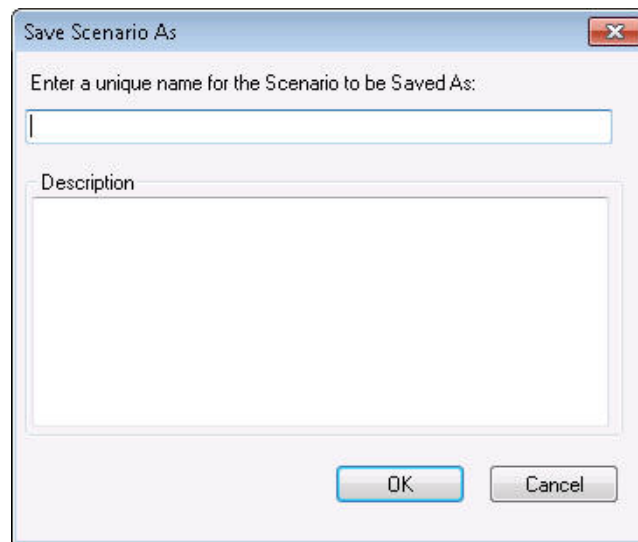 Save Scenario As
Enter a unique name for the Scenario to be Saved As:
Description
OK
Cancel